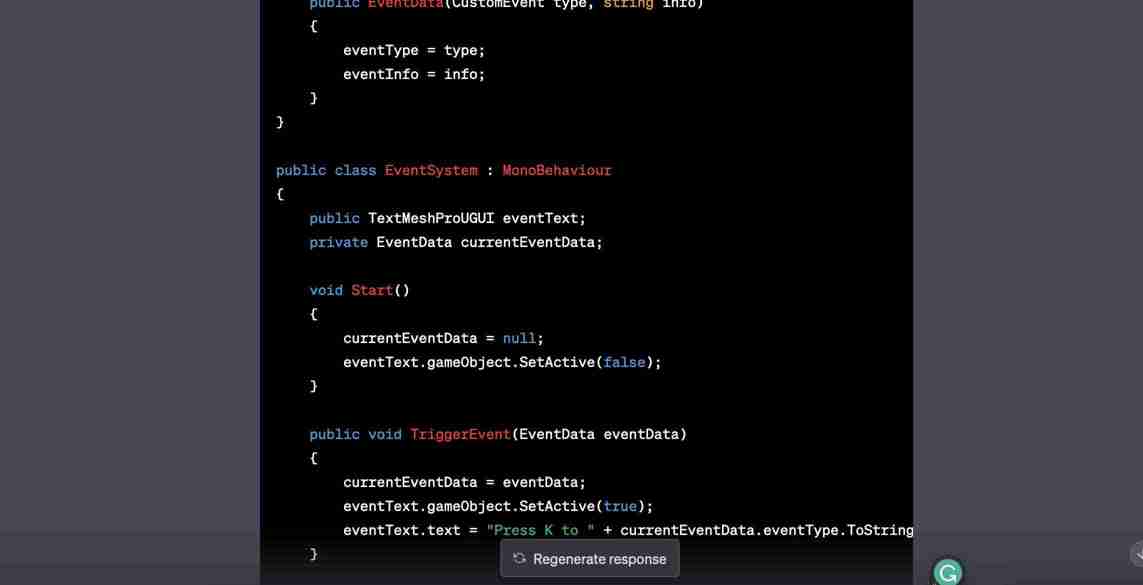 public EventData(CustomEvent type, string info)
{
eventType = type;
eventInfo = info;
}
}
public class EventSystem : MonoBehaviour
{
public TextMeshProUGUI eventText;
private EventData currentEventData;
void Start()
{
currentEventData = null;
eventText.gameObject.SetActive(false);
}
public void TriggerEvent(EventData eventData)
{
currentEventData = eventData;
eventText.gameObject.SetActive(true);
eventText.text = "Press K to " + currentEventData.eventType.ToString
}
Regenerate response
G